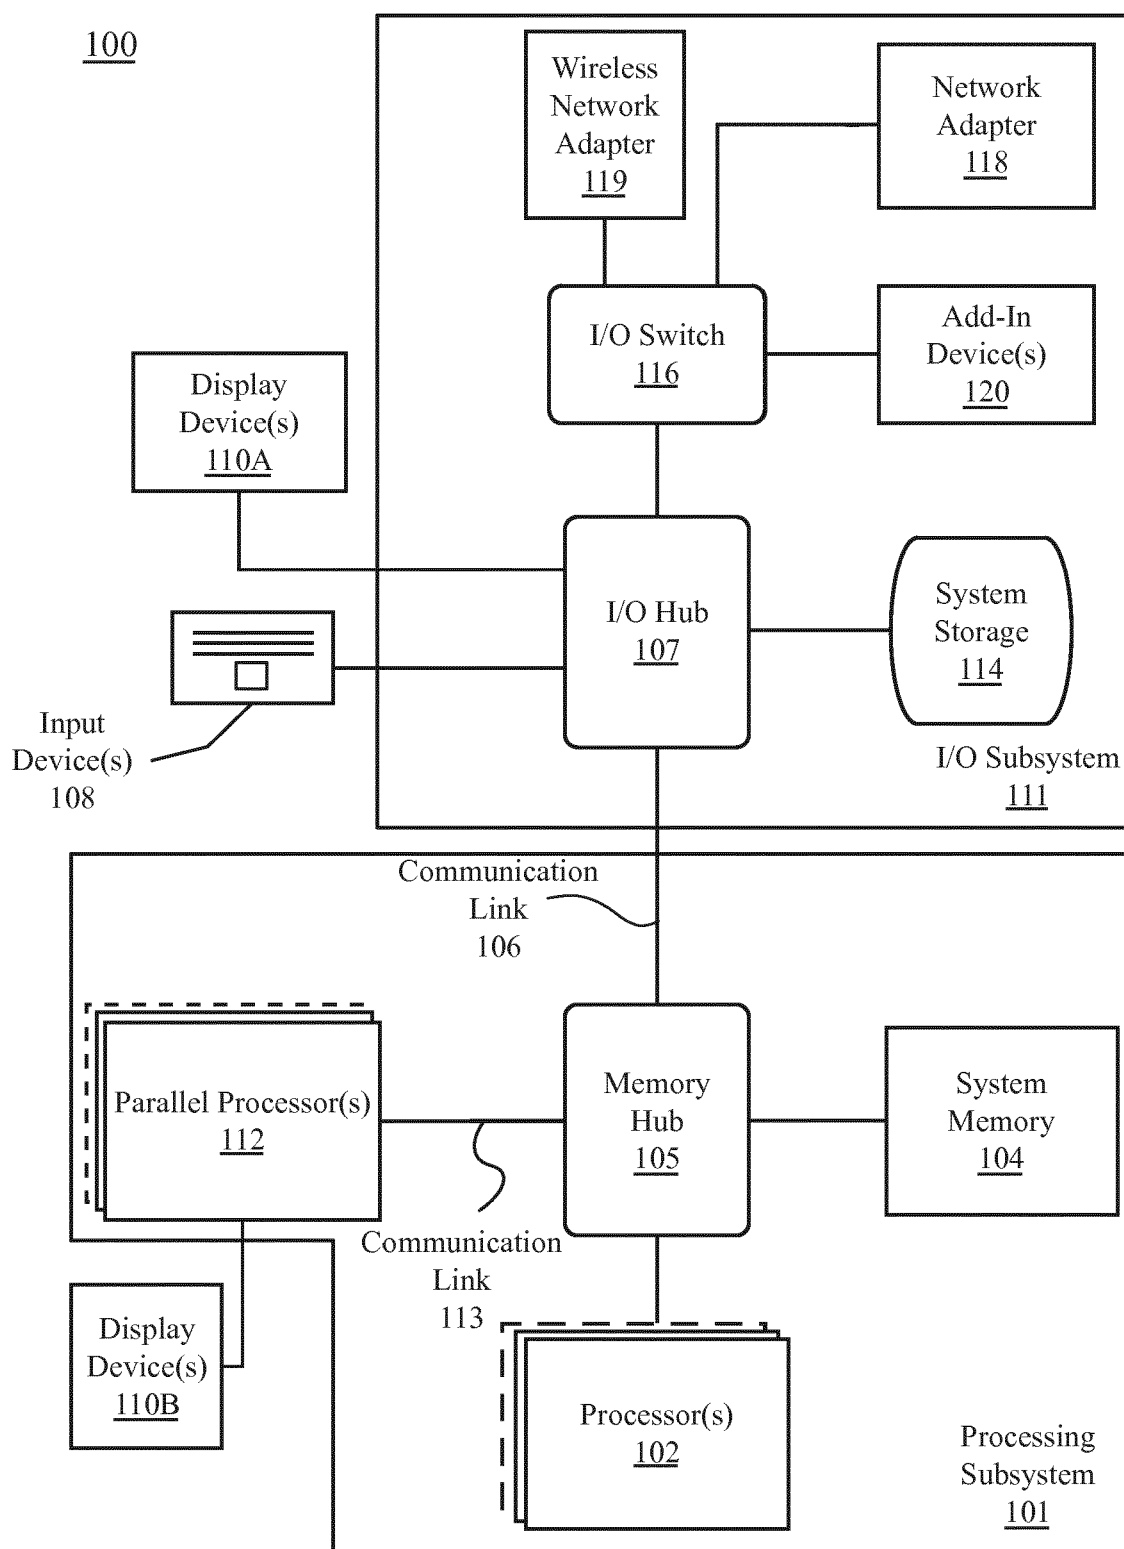 100
Wireless
Network
Adapter
119
Network
Adapter
118
I/O Switch
116
Add-In
Device(s)
120
Display
Device(s)
110A
I/O Hub
107
System
Storage
114
Input
Device(s)
108
I/O Subsystem
111
Communication
Link
106
Parallel Processor(s)
112
Memory
Hub
105
System
Memory
104
Communication
Link
113
Display
Device(s)
110B
Processor(s)
102
Processing
Subsystem
101